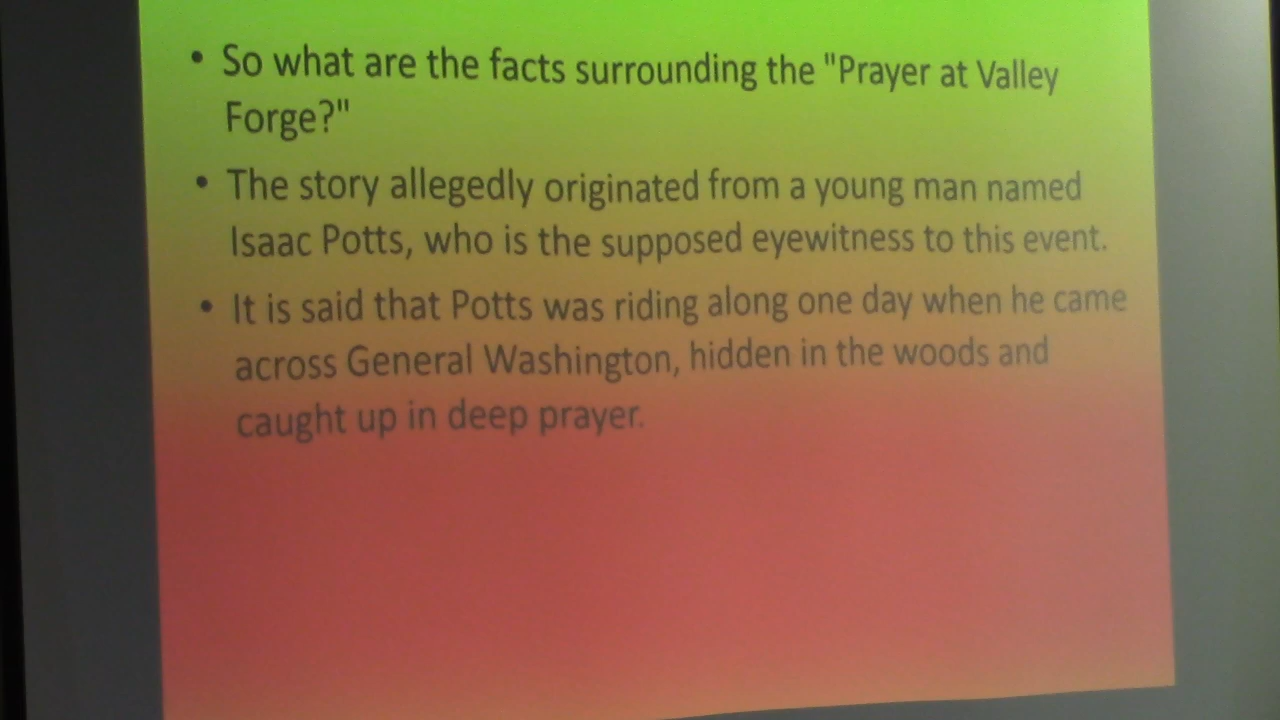 • So what are the facts surrounding the "Prayer at Valley
Forge?"
• The story allegedly originated from a young man named
Isaac Potts, who is the supposed eyewitness to this event.
• It is said that Potts was riding along one day when he came
across General Washington, hidden in the woods and
caught up in deep prayer.